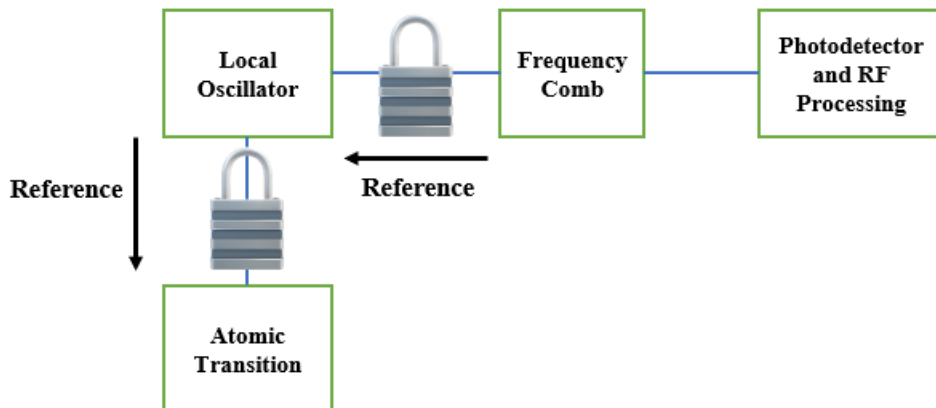 Local
Oscillator
Frequency
Comb
Photodetector
and RF
Processing
Reference
Reference
Atomic
Transition